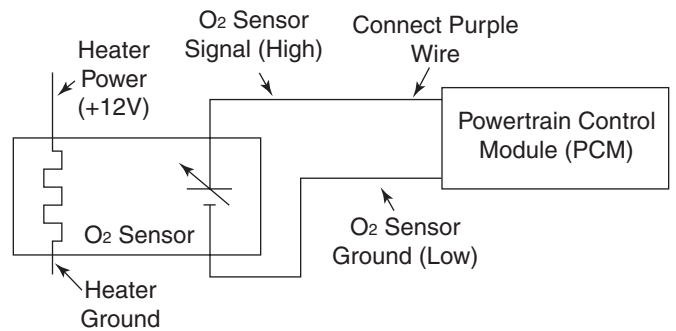 O2 Sensor
Signal (High)
Connect Purple
Wire
Heater
Power
(+12V)
Powertrain Control
Module (PCM)
O2 Sensor
O2 Sensor
Ground (Low)
Heater
Ground